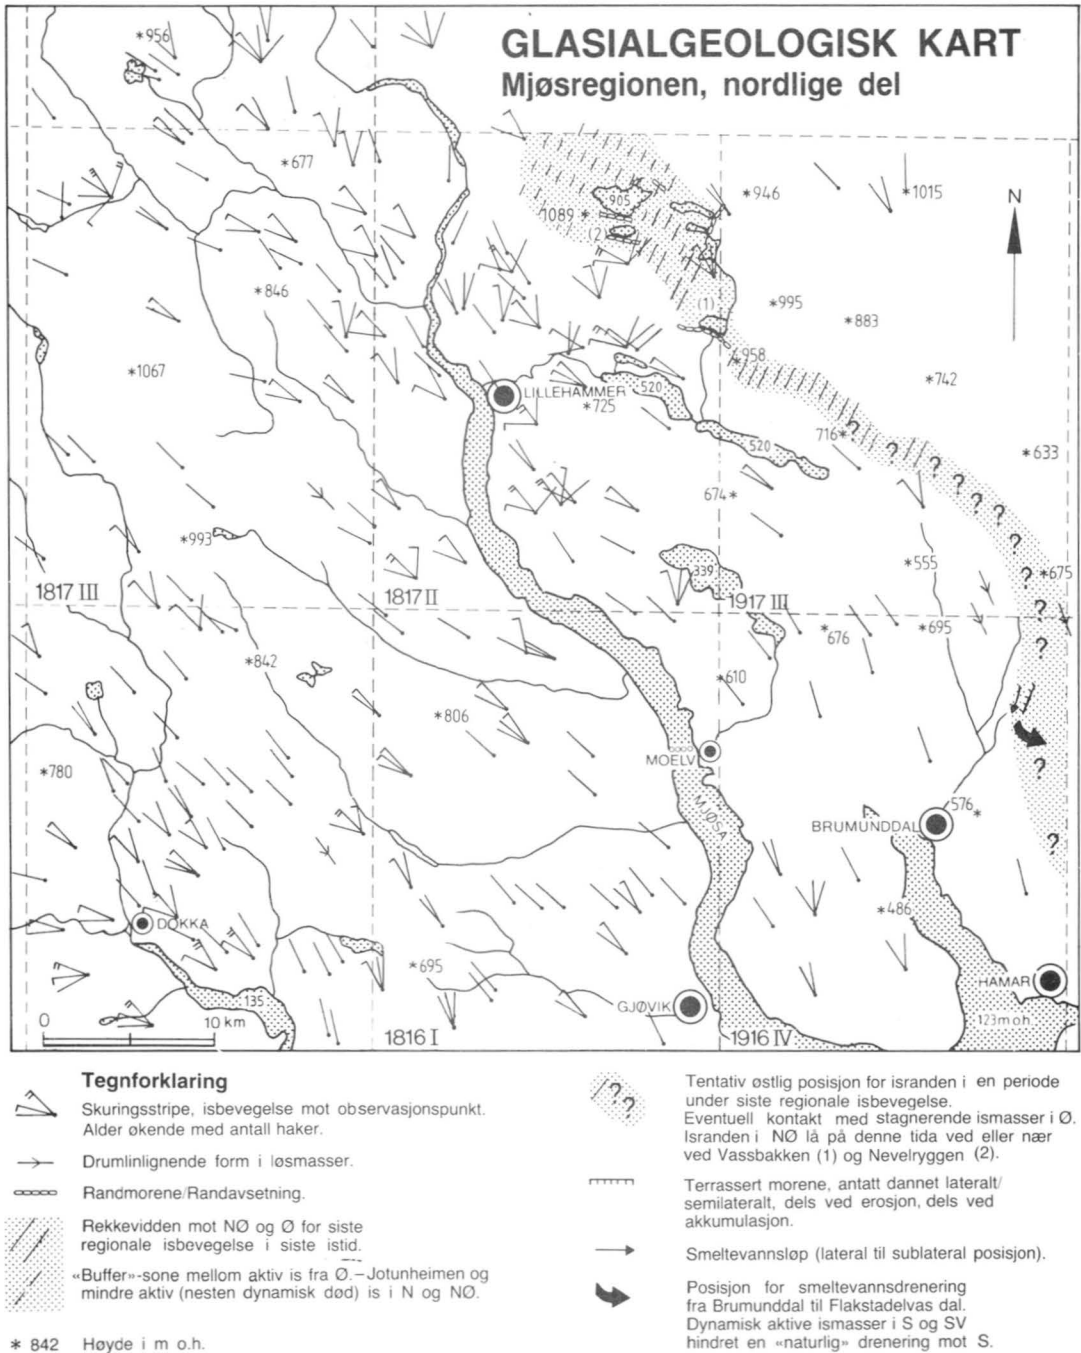 GLASIALGEOLOGISK KART
Mjøsregionen, nordlige del
*956
*677
905
1089 *
(2)
*946
*1015
N
*846
(1)
*995
*883
*1067
*958
*742
LILLEHAMMER
520
*725
520
716*
?
?
?
?
?
?
?
?
*633
674*
*993
339
*555
*675
1817 III
1817 II
1917 III
?
*676
*695
*842
*610
?
*806
MOELV
*780
?
MJØSA
576*
BRUMUNDDAL
?
*486
DOKKA
*695
HAMAR
135
GJØVIK
123 m o.h.
0 10 km
1816 I
1916 IV
Tegnforklaring
Skuringsstripe, isbevegelse mot observasjonspunkt.
Alder økende med antall haker.
Drumlinlignende form i løsmasser.
Randmorene/Randavsetning.
Rekkevidden mot NØ og Ø for siste
regionale isbevegelse i siste istid.
«Buffer»-sone mellom aktiv is fra Ø.–Jotunheimen og
mindre aktiv (nesten dynamisk død) is i N og NØ.
* 842 Høyde i m o.h.
? ?
Tentativ østlig posisjon for isranden i en periode
under siste regionale isbevegelse.
Eventuell kontakt med stagnerende ismasser i Ø.
Isranden i NØ lå på denne tida ved eller nær
ved Vassbakken (1) og Nevelryggen (2).
Terrassert morene, antatt dannet lateralt/
semilateralt, dels ved erosjon, dels ved
akkumulasjon.
Smeltevannsløp (lateral til sublateral posisjon).
Posisjon for smeltevannsdrenering
fra Brumunddal til Flakstadelvas dal.
Dynamisk aktive ismasser i S og SV
hindret en «naturlig» drenering mot S.